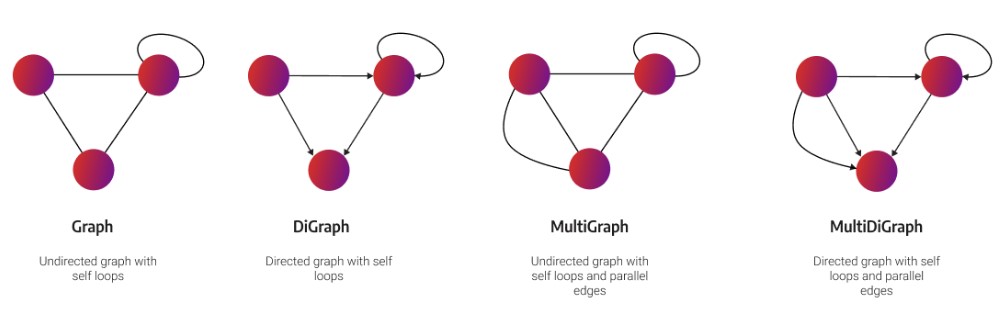 Graph
Undirected graph with
self loops
DiGraph
Directed graph with self
loops
MultiGraph
Undirected graph with
self loops and parallel
edges
MultiDiGraph
Directed graph with self
loops and parallel
edges